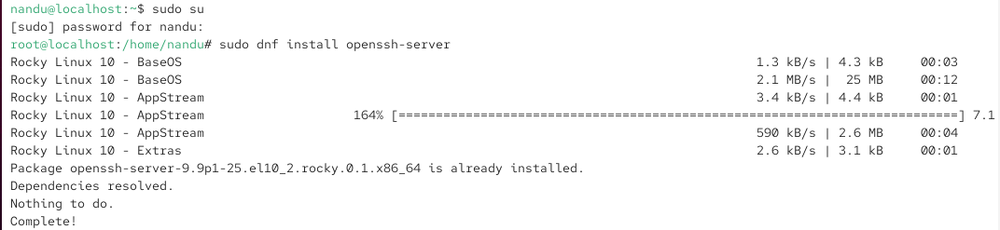 nandu@localhost:~$ sudo su
[sudo] password for nandu:
root@localhost:/home/nandu# sudo dnf install openssh-server
Rocky Linux 10 - BaseOS 1.3 kB/s | 4.3 kB 00:03
Rocky Linux 10 - BaseOS 2.1 MB/s | 25 MB 00:12
Rocky Linux 10 - AppStream 3.4 kB/s | 4.4 kB 00:01
Rocky Linux 10 - AppStream 164% [===========================================================================] 7.1
Rocky Linux 10 - AppStream 590 kB/s | 2.6 MB 00:04
Rocky Linux 10 - Extras 2.6 kB/s | 3.1 kB 00:01
Package openssh-server-9.9p1-25.el10_2.rocky.0.1.x86_64 is already installed.
Dependencies resolved.
Nothing to do.
Complete!